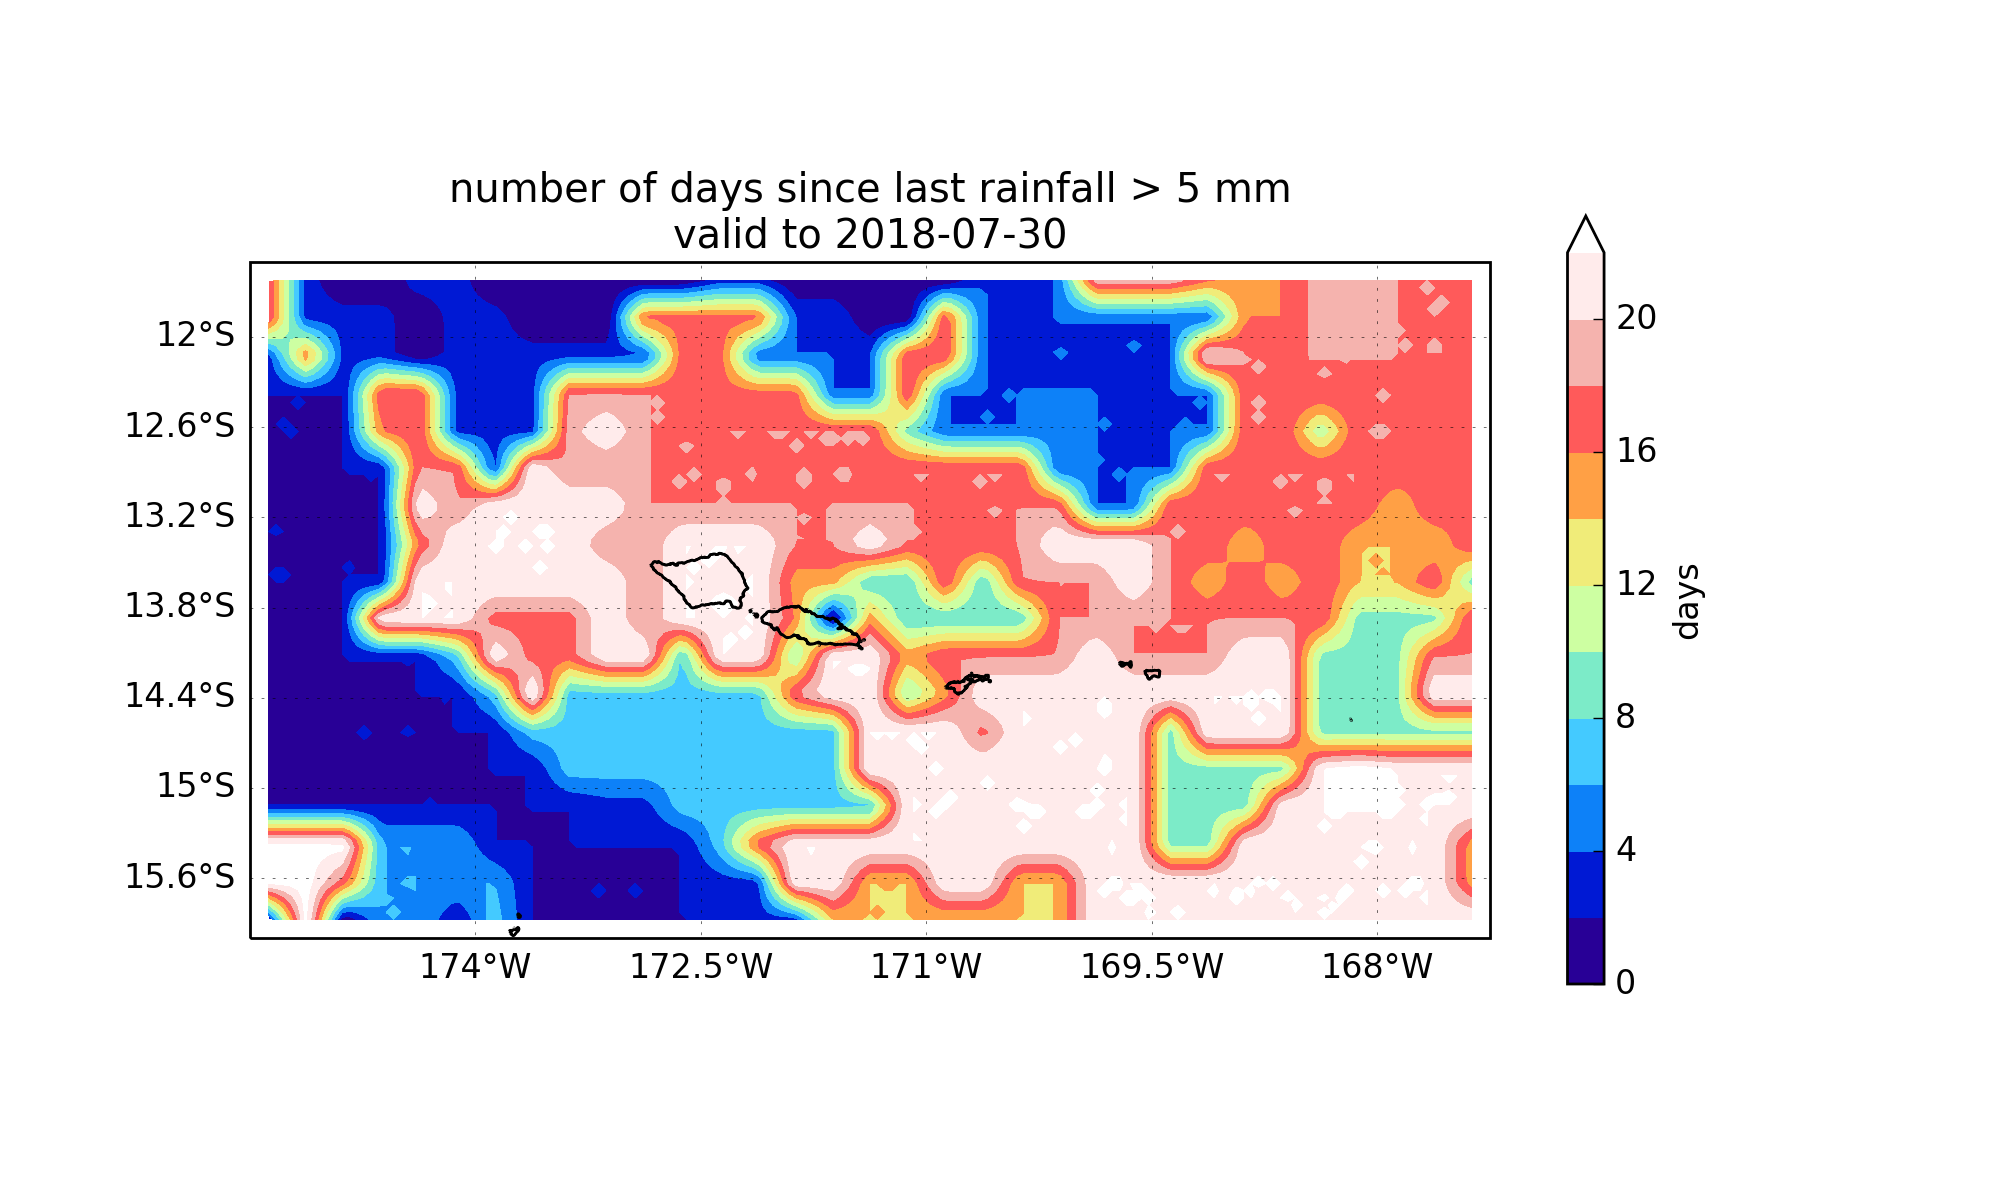 number of days since last rainfall > 5 mm
valid to 2018-07-30
12°S
12.6°S
13.2°S
13.8°S
14.4°S
15°S
15.6°S
174°W 172.5°W 171°W 169.5°W 168°W
20
16
12
8
4
0
days